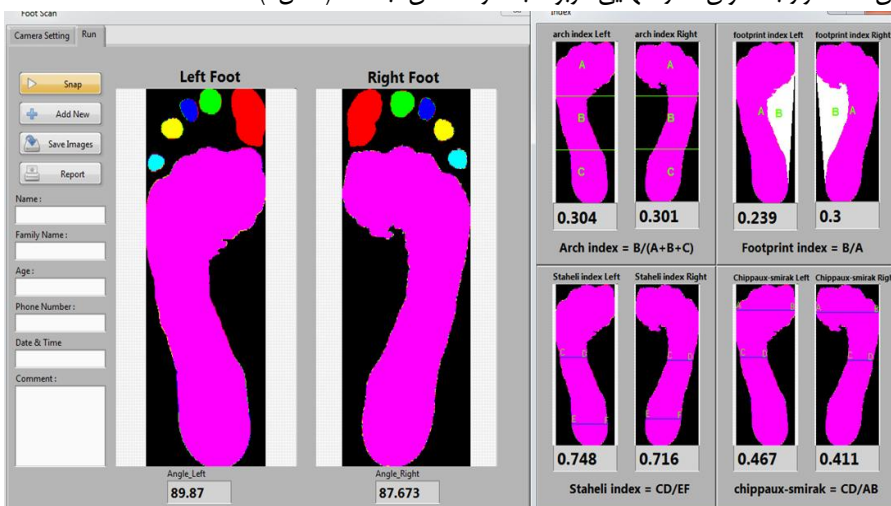 Foot Scan
Camera Setting Run
Snap
Add New
Save Images
Report
Name :
Family Name :
Age :
Phone Number :
Date & Time
Comment :
Left Foot
Right Foot
Angle_Left
89.87
Angle_Right
87.673
Index
arch index Left
arch index Right
A
A
B
B
C
C
0.304
0.301
Arch index = B/(A+B+C)
footprint index Left
footprint index Right
A B
B A
0.239
0.3
Footprint index = B/A
Staheli index Left
Staheli index Right
C D
C D
E F
E F
0.748
0.716
Staheli index = CD/EF
Chippaux-smirak Left
Chippaux-smirak Righ
A B
A
C D
C D
0.467
0.411
chippaux-smirak = CD/AB